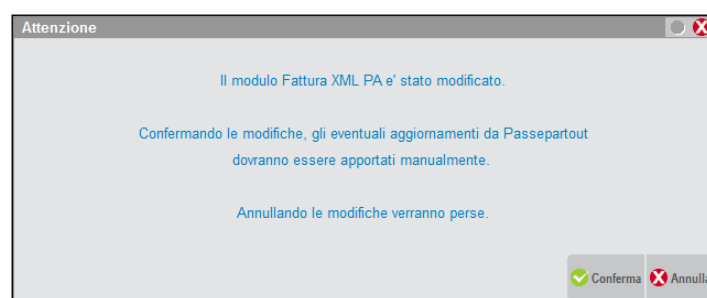 Attenzione
Il modulo Fattura XML PA e' stato modificato.
Confermando le modifiche, gli eventuali aggiornamenti da Passepartout
dovranno essere apportati manualmente.
Annullando le modifiche verranno perse.
Conferma Annulla